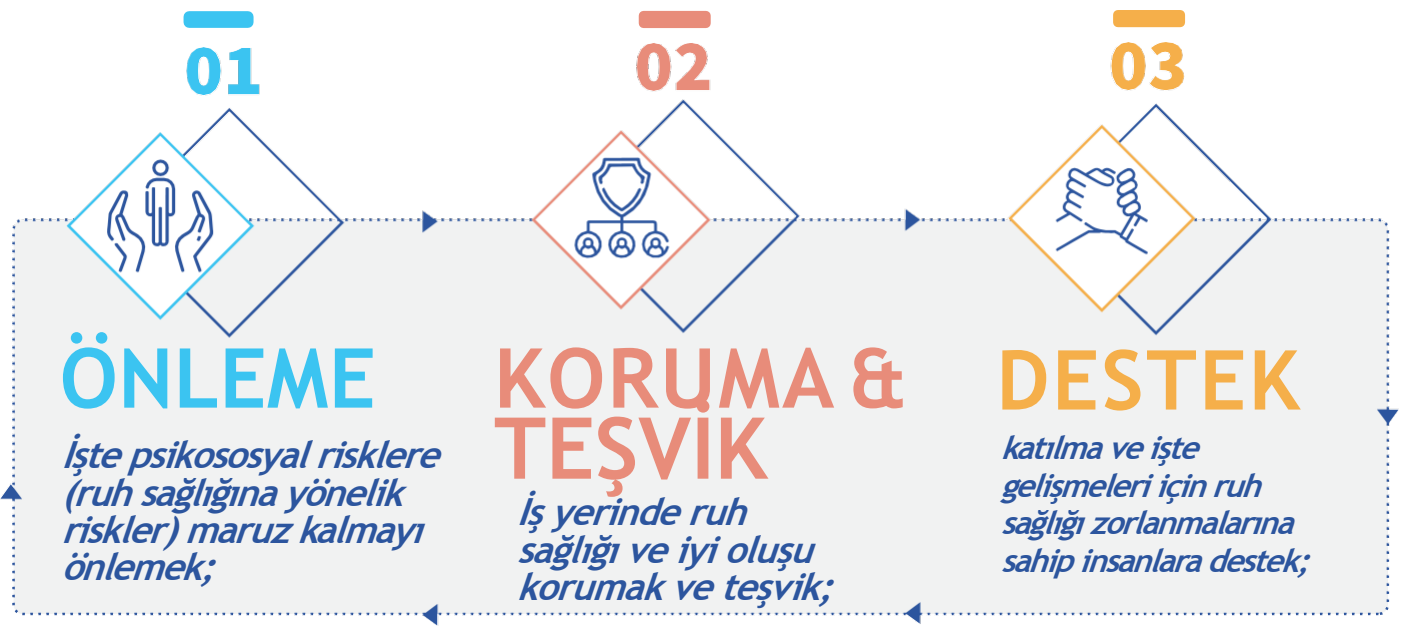 01
ÖNLEME
İşte psikososyal risklere
(ruh sağlığına yönelik
riskler) maruz kalmayı
önlemek;
02
KORUMA &
TEŞVİK
İş yerinde ruh
sağlığı ve iyi oluşu
korumak ve teşvik;
03
DESTEK
katılma ve işte
gelişmeleri için ruh
sağlığı zorlanmalarına
sahip insanlara destek;